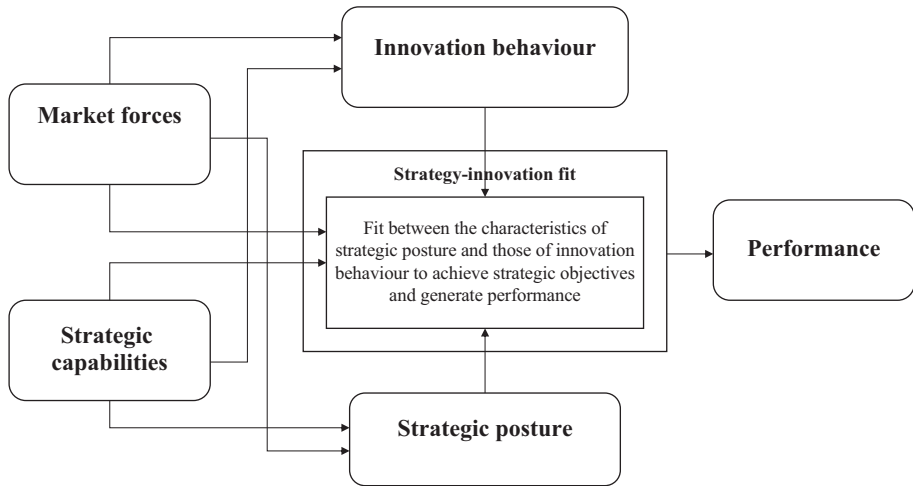 Innovation behaviour
Market forces
Strategy-innovation fit
Fit between the characteristics of
strategic posture and those of innovation
behaviour to achieve strategic objectives
and generate performance
Performance
Strategic
capabilities
Strategic posture